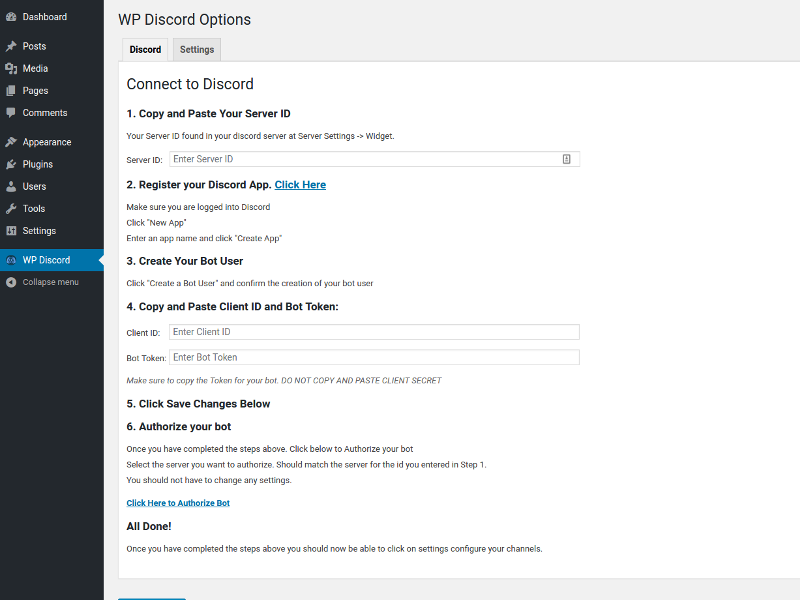 Dashboard
Posts
Media
Pages
Comments
Appearance
Plugins
Users
Tools
Settings
WP Discord
Collapse menu
WP Discord Options
Discord
Settings
Connect to Discord
1. Copy and Paste Your Server ID
Your Server ID found in your discord server at Server Settings -> Widget.
Server ID: Enter Server ID
2. Register your Discord App. Click Here
Make sure you are logged into Discord
Click "New App"
Enter an app name and click "Create App"
3. Create Your Bot User
Click "Create a Bot User" and confirm the creation of your bot user
4. Copy and Paste Client ID and Bot Token:
Client ID: Enter Client ID
Bot Token: Enter Bot Token
Make sure to copy the Token for your bot. DO NOT COPY AND PASTE CLIENT SECRET
5. Click Save Changes Below
6. Authorize your bot
Once you have completed the steps above. Click below to Authorize your bot
Select the server you want to authorize. Should match the server for the id you entered in Step 1.
You should not have to change any settings.
Click Here to Authorize Bot
All Done!
Once you have completed the steps above you should now be able to click on settings configure your channels.